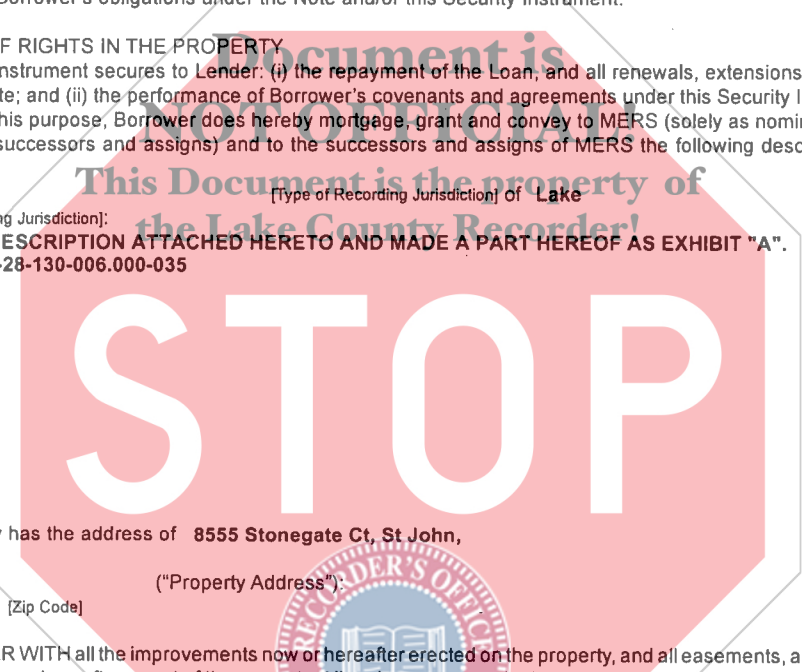 Borrower's obligations under the Note and/or this Security Instrument.
F RIGHTS IN THE PROPERTY
Document is
nstrument secures to Lender: (i) the repayment of the Loan, and all renewals, extensions
te; and (ii) the performance of Borrower's covenants and agreements under this Security I
NOT OFFICIAL!
his purpose, Borrower does hereby mortgage, grant and convey to MERS (solely as nomin
successors and assigns) and to the successors and assigns of MERS the following desc
This Document is the property of
[Type of Recording Jurisdiction] of Lake
ng Jurisdiction]:
the Lake County Recorder!
ESCRIPTION ATTACHED HERETO AND MADE A PART HEREOF AS EXHIBIT "A".
-28-130-006.000-035
STOP
y has the address of 8555 Stonegate Ct, St John,
("Property Address"):
[Zip Code]
RECORDER'S OFFICE
R WITH all the improvements now or hereafter erected on the property, and all easements, a